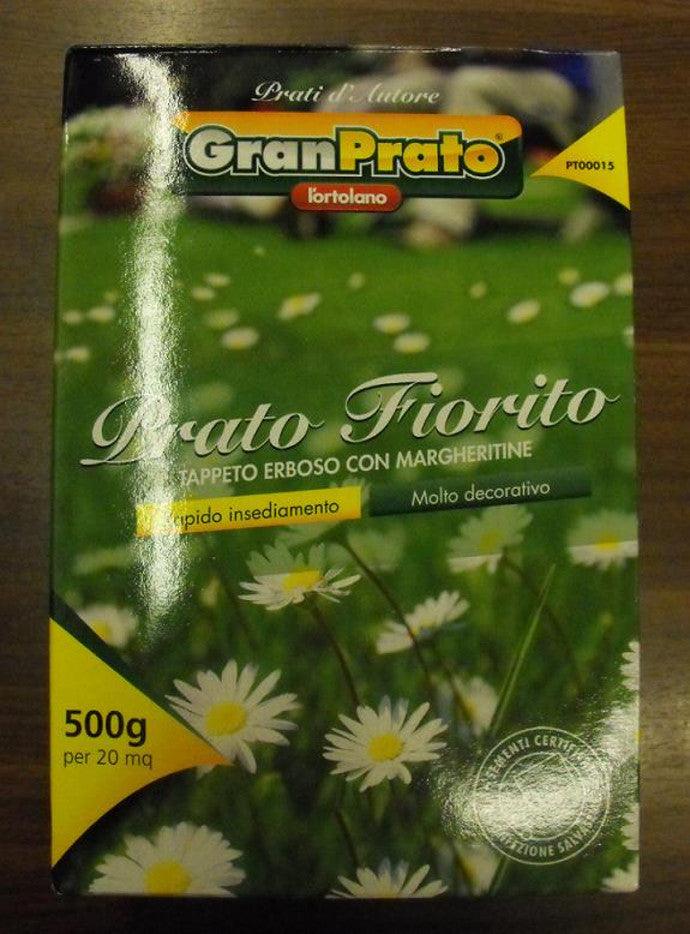 Prati d'Autore
GranPrato®
l'ortolano
PT00015
Prato Fiorito
TAPPETO ERBOSO CON MARGHERITINE
insediamento
Molto decorativo
500g
per 20 mq